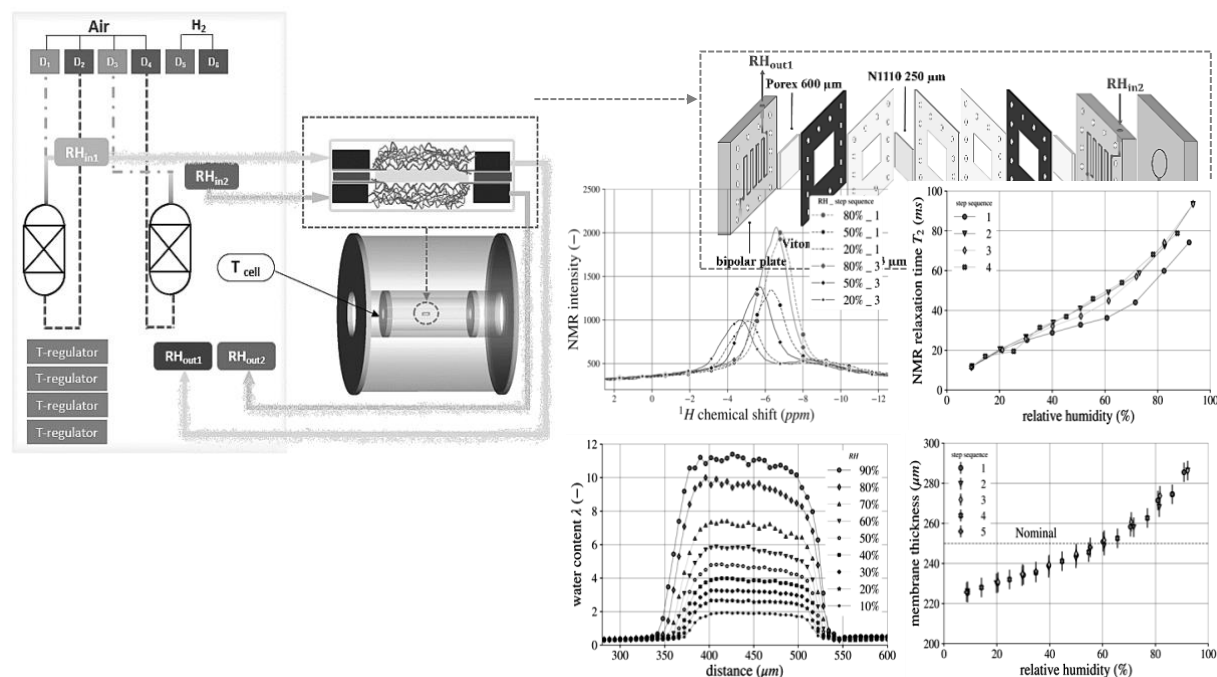 Air
H2
D1 D2 D3 D4 D5 D6
RHin1
RHin2
Tcell
RHout1 RHout2
T-regulator
T-regulator
T-regulator
T-regulator
RHout1
Porex 600 µm
N1110 250 µm
RHin2
bipolar plate
Viton
µm
2500
2000
1500
1000
500
NMR intensity (−)
2 0 −2 −4 −6 −8 −10 −12
1H chemical shift (ppm)
RH _ step sequence
80% _ 1
50% _ 1
20% _ 1
80% _ 3
50% _ 3
20% _ 3
100
80
60
40
20
0
NMR relaxation time T2 (ms)
step sequence
1
2
3
4
0 20 40 60 80 100
relative humidity (%)
12
10
8
6
4
2
0
water content λ (−)
RH
90%
80%
70%
60%
50%
40%
30%
20%
10%
300 350 400 450 500 550 600
distance (µm)
300
280
260
240
220
200
membrane thickness (µm)
step sequence
1
2
3
4
5
Nominal
0 20 40 60 80 100
relative humidity (%)